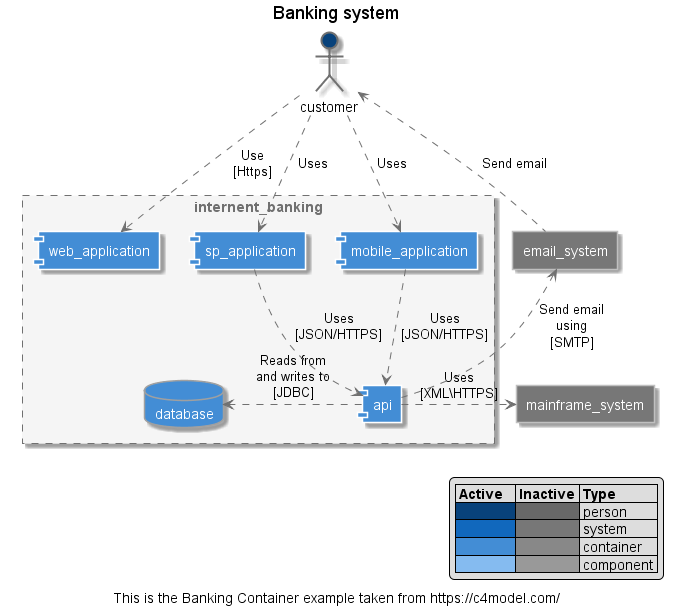 Banking system
customer
Use
[Https]
Uses
Uses
Send email
internent_banking
web_application
sp_application
mobile_application
email_system
Uses
[JSON/HTTPS]
Uses
[JSON/HTTPS]
Send email
using
[SMTP]
Reads from
and writes to
[JDBC]
Uses
[XML\HTTPS]
database
api
mainframe_system
Active Inactive Type
person
system
container
component
This is the Banking Container example taken from https://c4model.com/